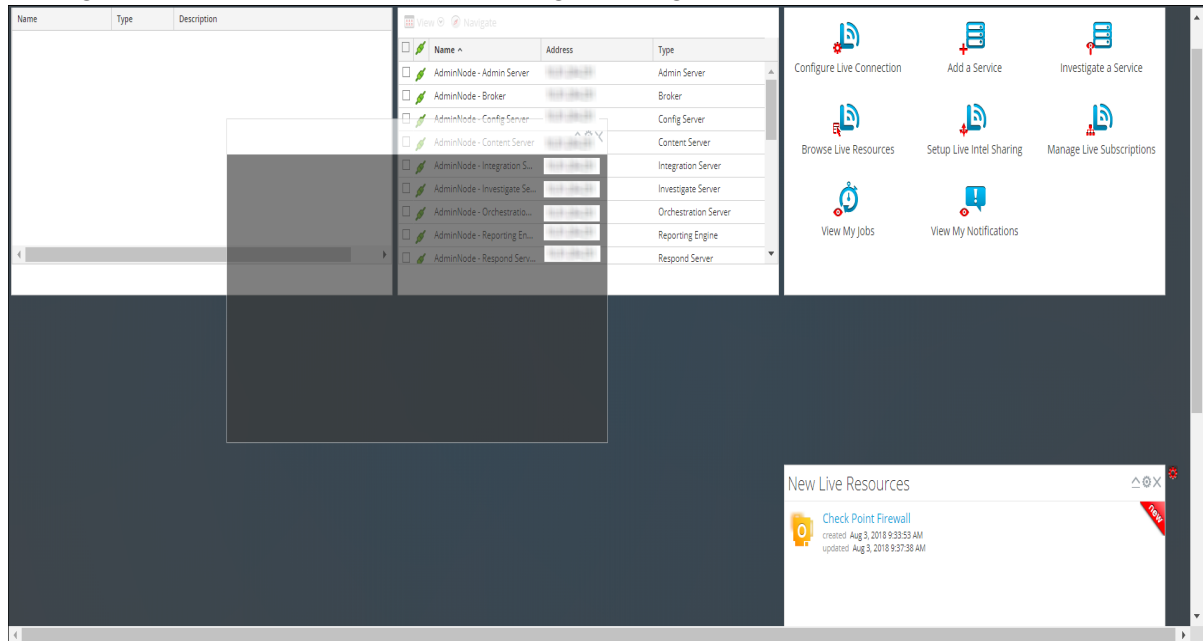 Name Type Description
View Navigate
Name Address Type
AdminNode - Admin Server Admin Server
AdminNode - Broker Broker
AdminNode - Config Server Config Server
AdminNode - Content Server Content Server
AdminNode - Integration S... Integration Server
AdminNode - Investigate Se... Investigate Server
AdminNode - Orchestratio... Orchestration Server
AdminNode - Reporting En... Reporting Engine
AdminNode - Respond Serv... Respond Server
Configure Live Connection Add a Service Investigate a Service
Browse Live Resources Setup Live Intel Sharing Manage Live Subscriptions
View My Jobs View My Notifications
New Live Resources
new
Check Point Firewall
created Aug 3, 2018 9:33:53 AM
updated Aug 3, 2018 9:37:38 AM